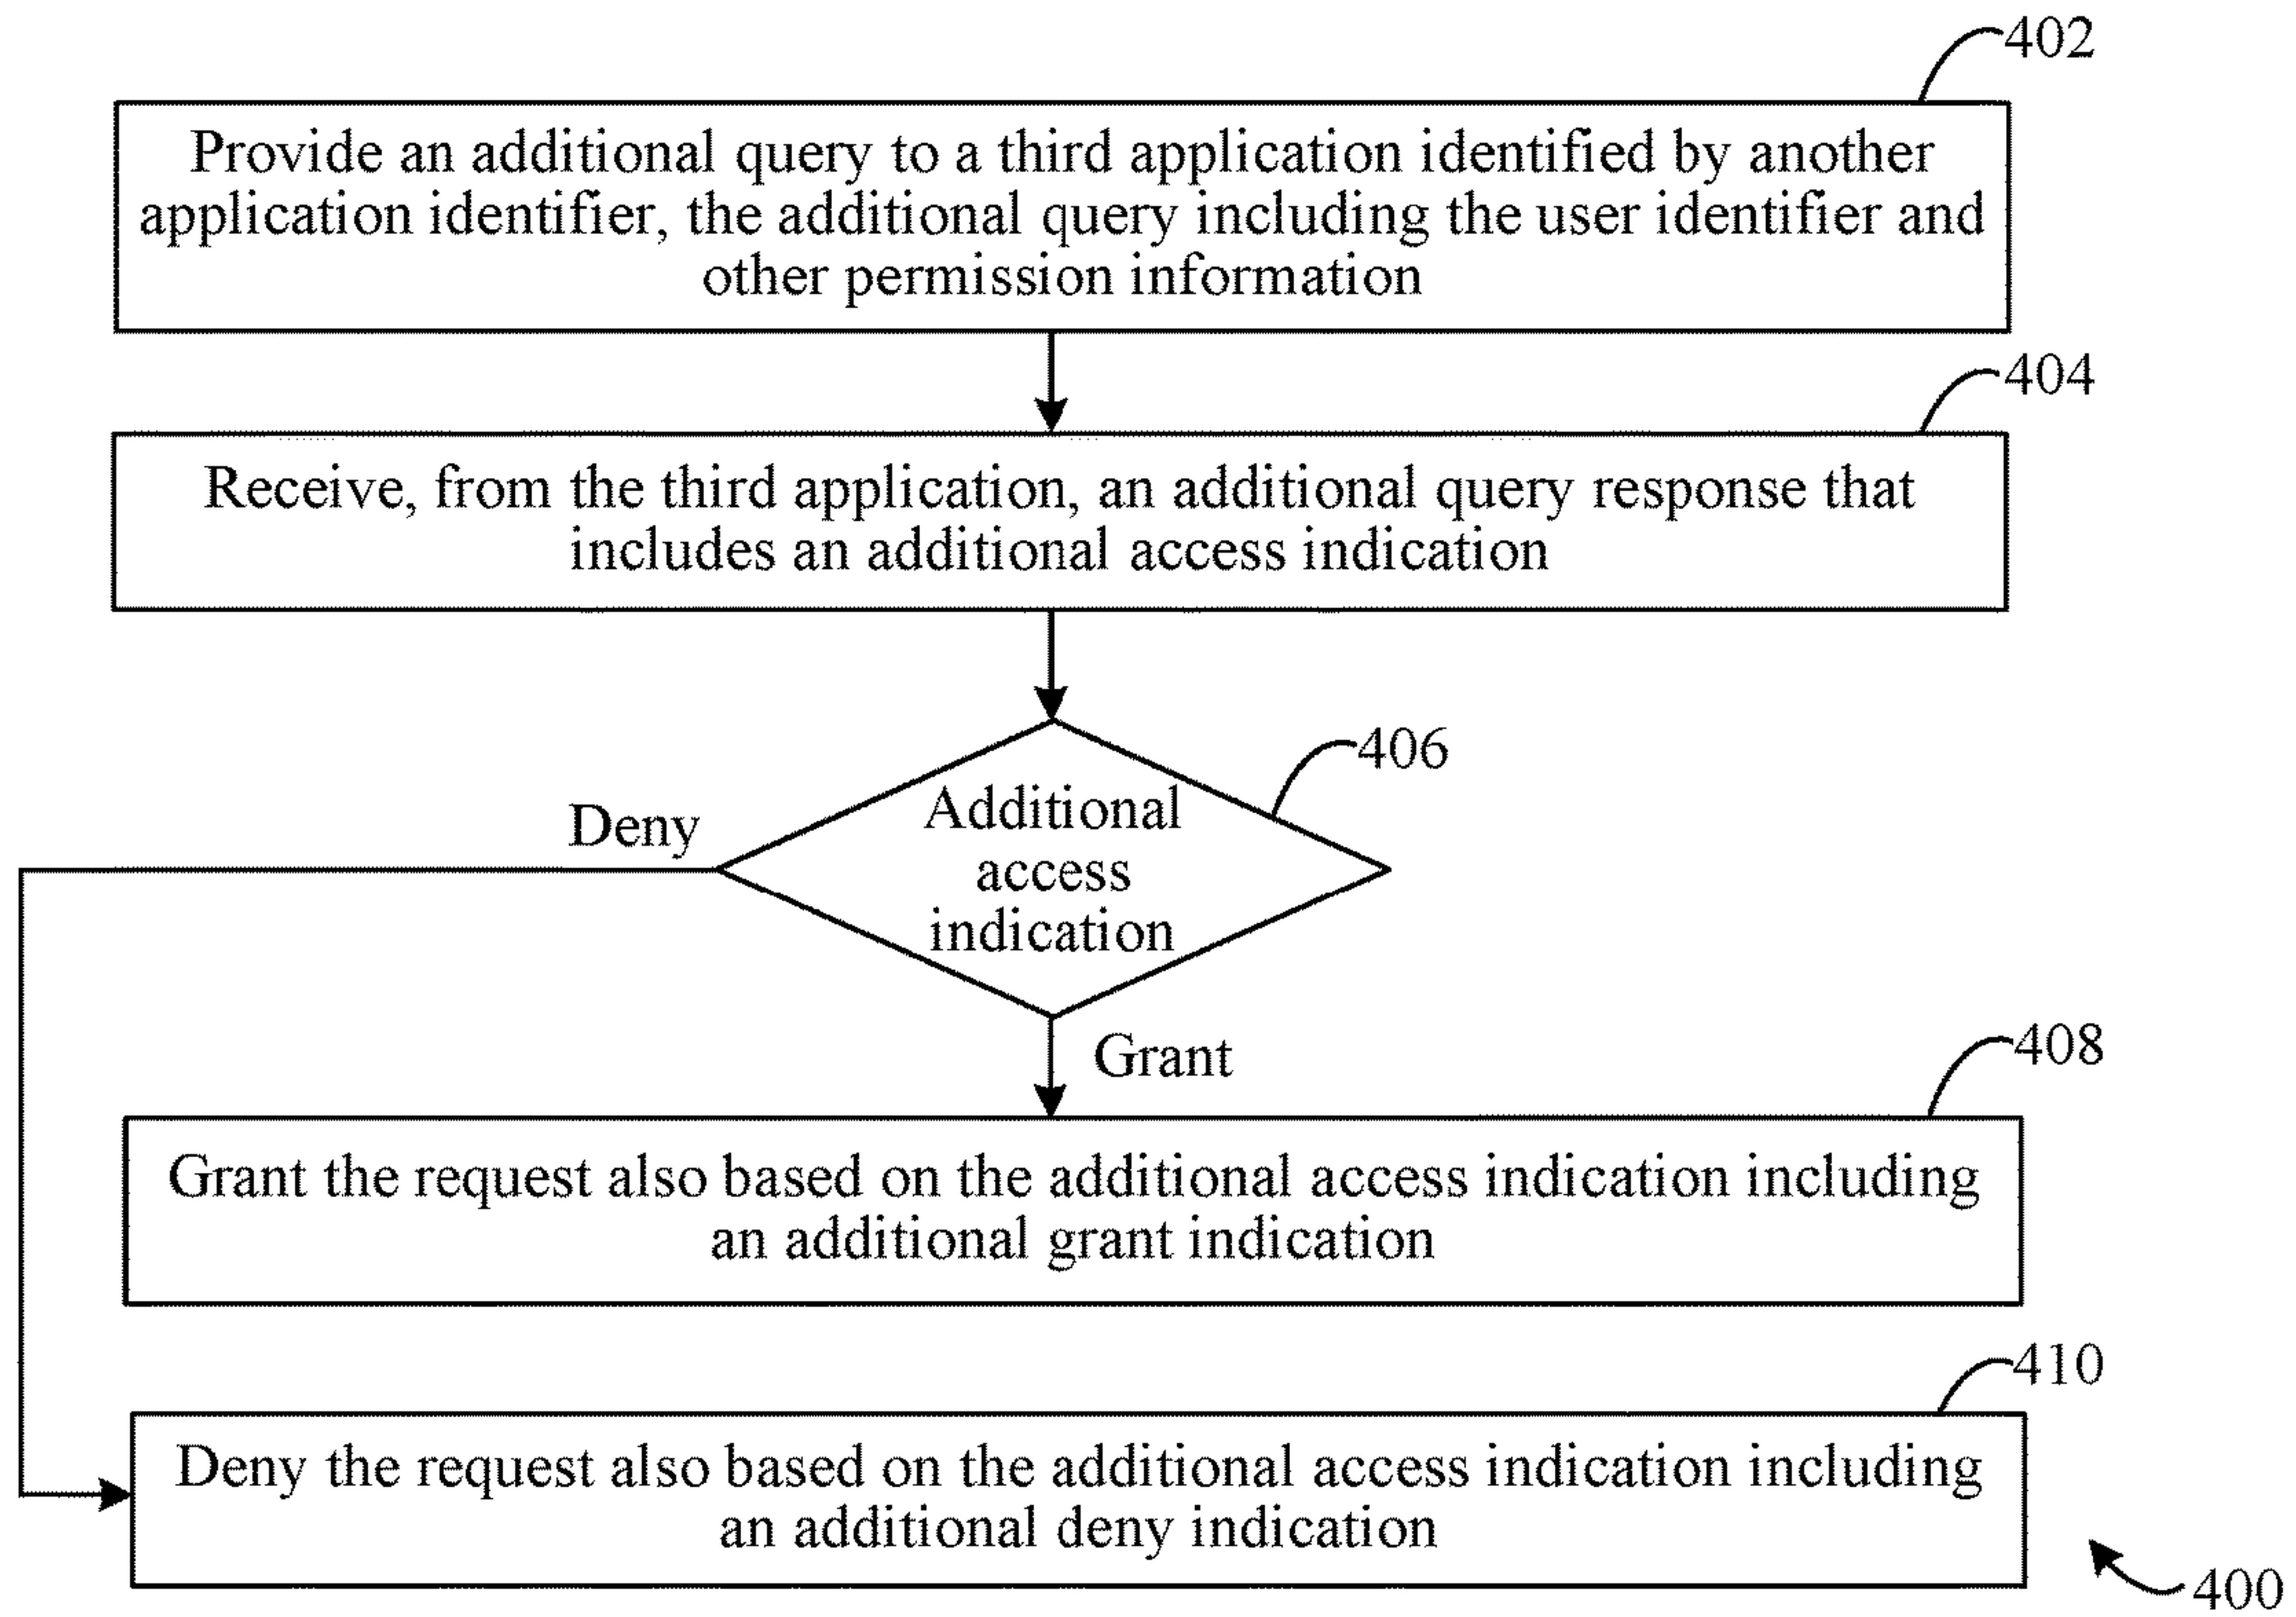 402
Provide an additional query to a third application identified by another
application identifier, the additional query including the user identifier and
other permission information
404
Receive, from the third application, an additional query response that
includes an additional access indication
406
Deny
Additional
access
indication
Grant
408
Grant the request also based on the additional access indication including
an additional grant indication
410
Deny the request also based on the additional access indication including
an additional deny indication
400